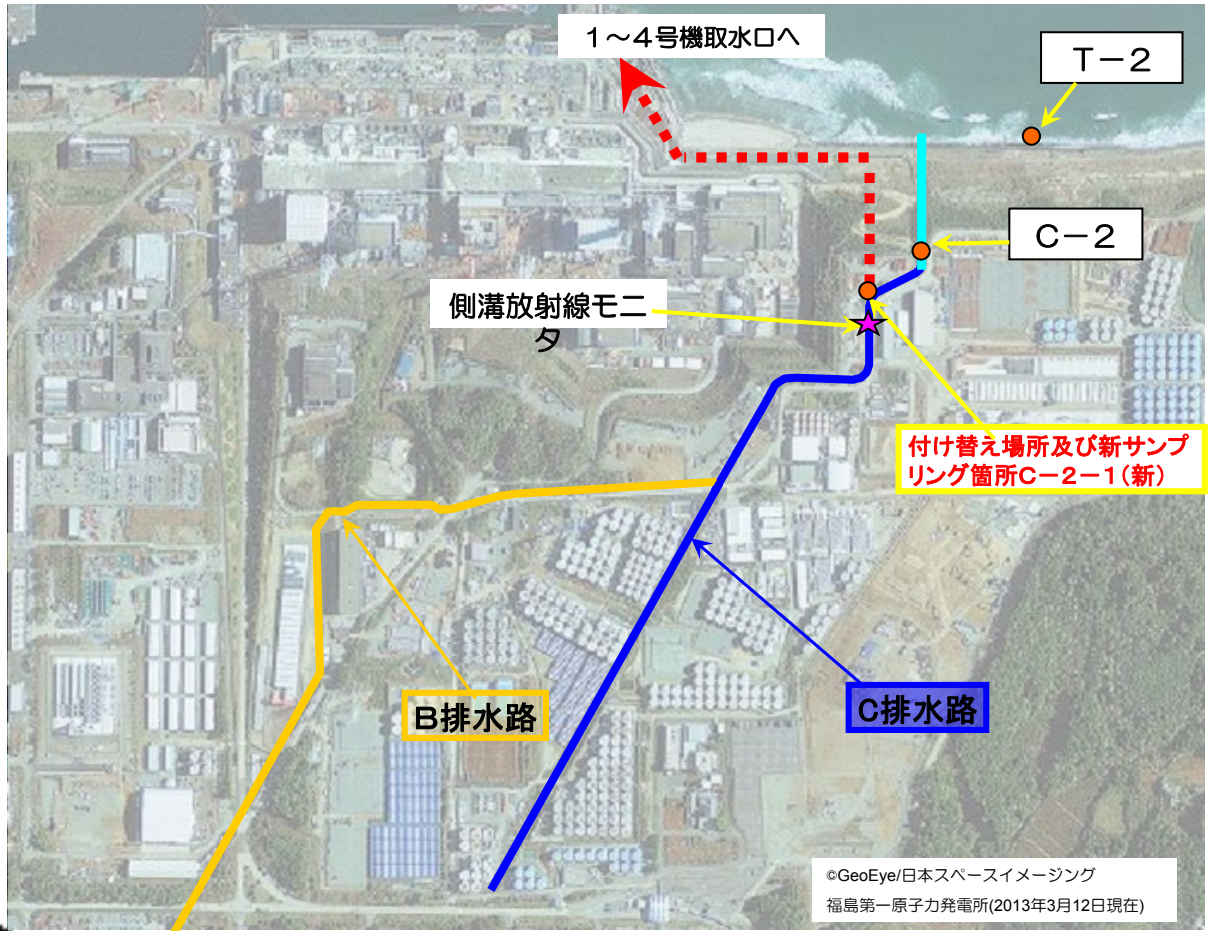 1～4号機取水口へ
T－2
C－2
側溝放射線モニ
タ
付け替え場所及び新サンプ
リング箇所C－2－1(新)
B排水路
C排水路
©GeoEye/日本スペースイメージング
福島第一原子力発電所(2013年3月12日現在)